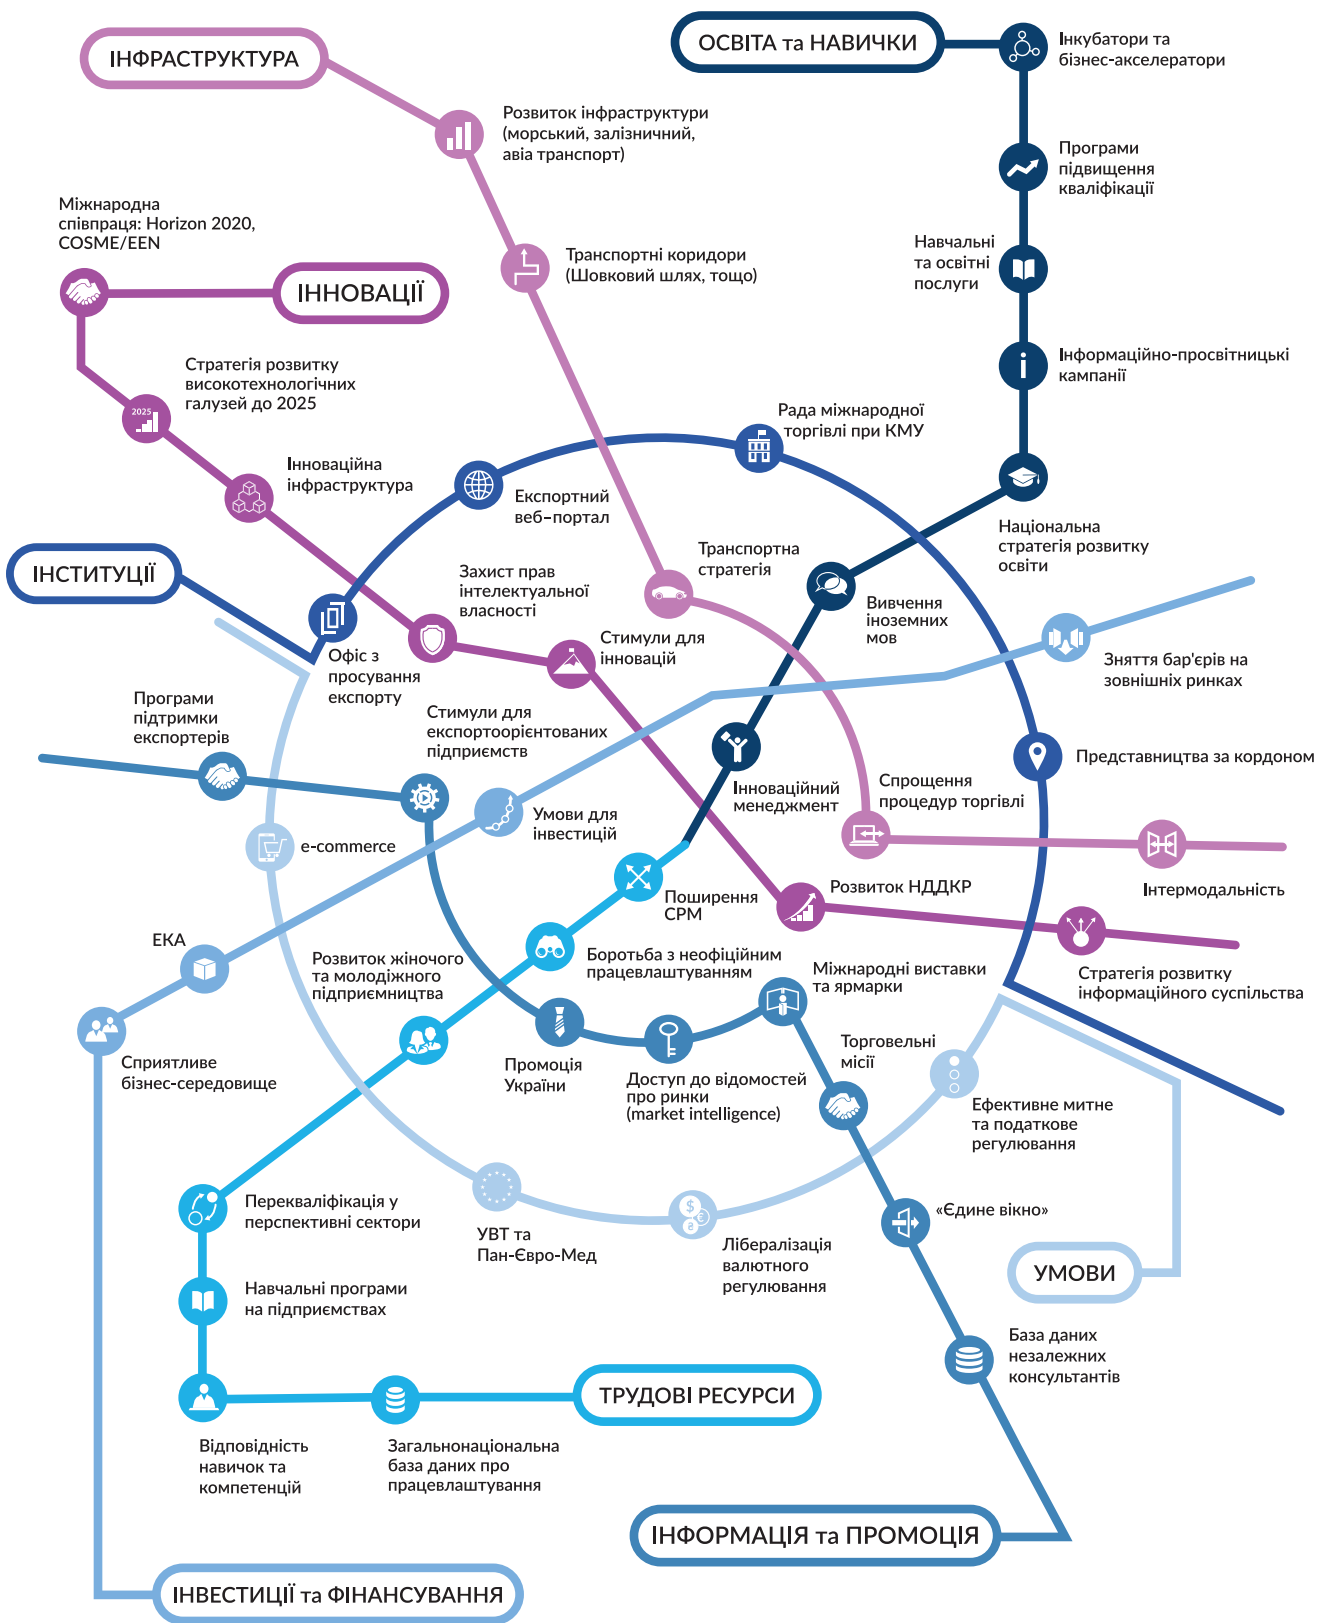 ІНФРАСТРУКТУРА
ОСВІТА та НАВИЧКИ
Інкубатори та
бізнес-акселератори
Розвиток інфраструктури
(морський, залізничний,
авіа транспорт)
Програми
підвищення
кваліфікації
Міжнародна
співпраця: Horizon 2020,
COSME/EEN
Транспортні коридори
(Шовковий шлях, тощо)
Навчальні
та освітні
послуги
ІННОВАЦІЇ
Стратегія розвитку
високотехнологічних
галузей до 2025
2025
Інформаційно-просвітницькі
кампанії
Рада міжнародної
торгівлі при КМУ
Інноваційна
інфраструктура
Експортний
веб-портал
Національна
стратегія розвитку
освіти
ІНСТИТУЦІЇ
Захист прав
інтелектуальної
власності
Транспортна
стратегія
Вивчення
іноземних
мов
Стимули для
інновацій
Офіс з
просування
експорту
Зняття бар'єрів на
зовнішніх ринках
Програми
підтримки
експортерів
Стимули для
експортоорієнтованих
підприємств
Представництва за кордоном
Інноваційний
менеджмент
Спрощення
процедур торгівлі
Умови для
інвестицій
e-commerce
Поширення
СРМ
Розвиток НДДКР
Інтермодальність
ЕКА
Розвиток жіночого
та молодіжного
підприємництва
Боротьба з неофіційним
працевлаштуванням
Міжнародні виставки
та ярмарки
Стратегія розвитку
інформаційного суспільства
Сприятливе
бізнес-середовище
Промоція
України
Доступ до відомостей
про ринки
(market intelligence)
Торговельні
місії
Ефективне митне
та податкове
регулювання
Перекваліфікація у
перспективні сектори
УВТ та
Пан-Євро-Мед
$
€
₴
Лібералізація
валютного
регулювання
«Єдине вікно»
УМОВИ
Навчальні програми
на підприємствах
База даних
незалежних
консультантів
ТРУДОВІ РЕСУРСИ
Відповідність
навичок та
компетенцій
Загальнонаціональна
база даних про
працевлаштування
ІНФОРМАЦІЯ та ПРОМОЦІЯ
ІНВЕСТИЦІЇ та ФІНАНСУВАННЯ